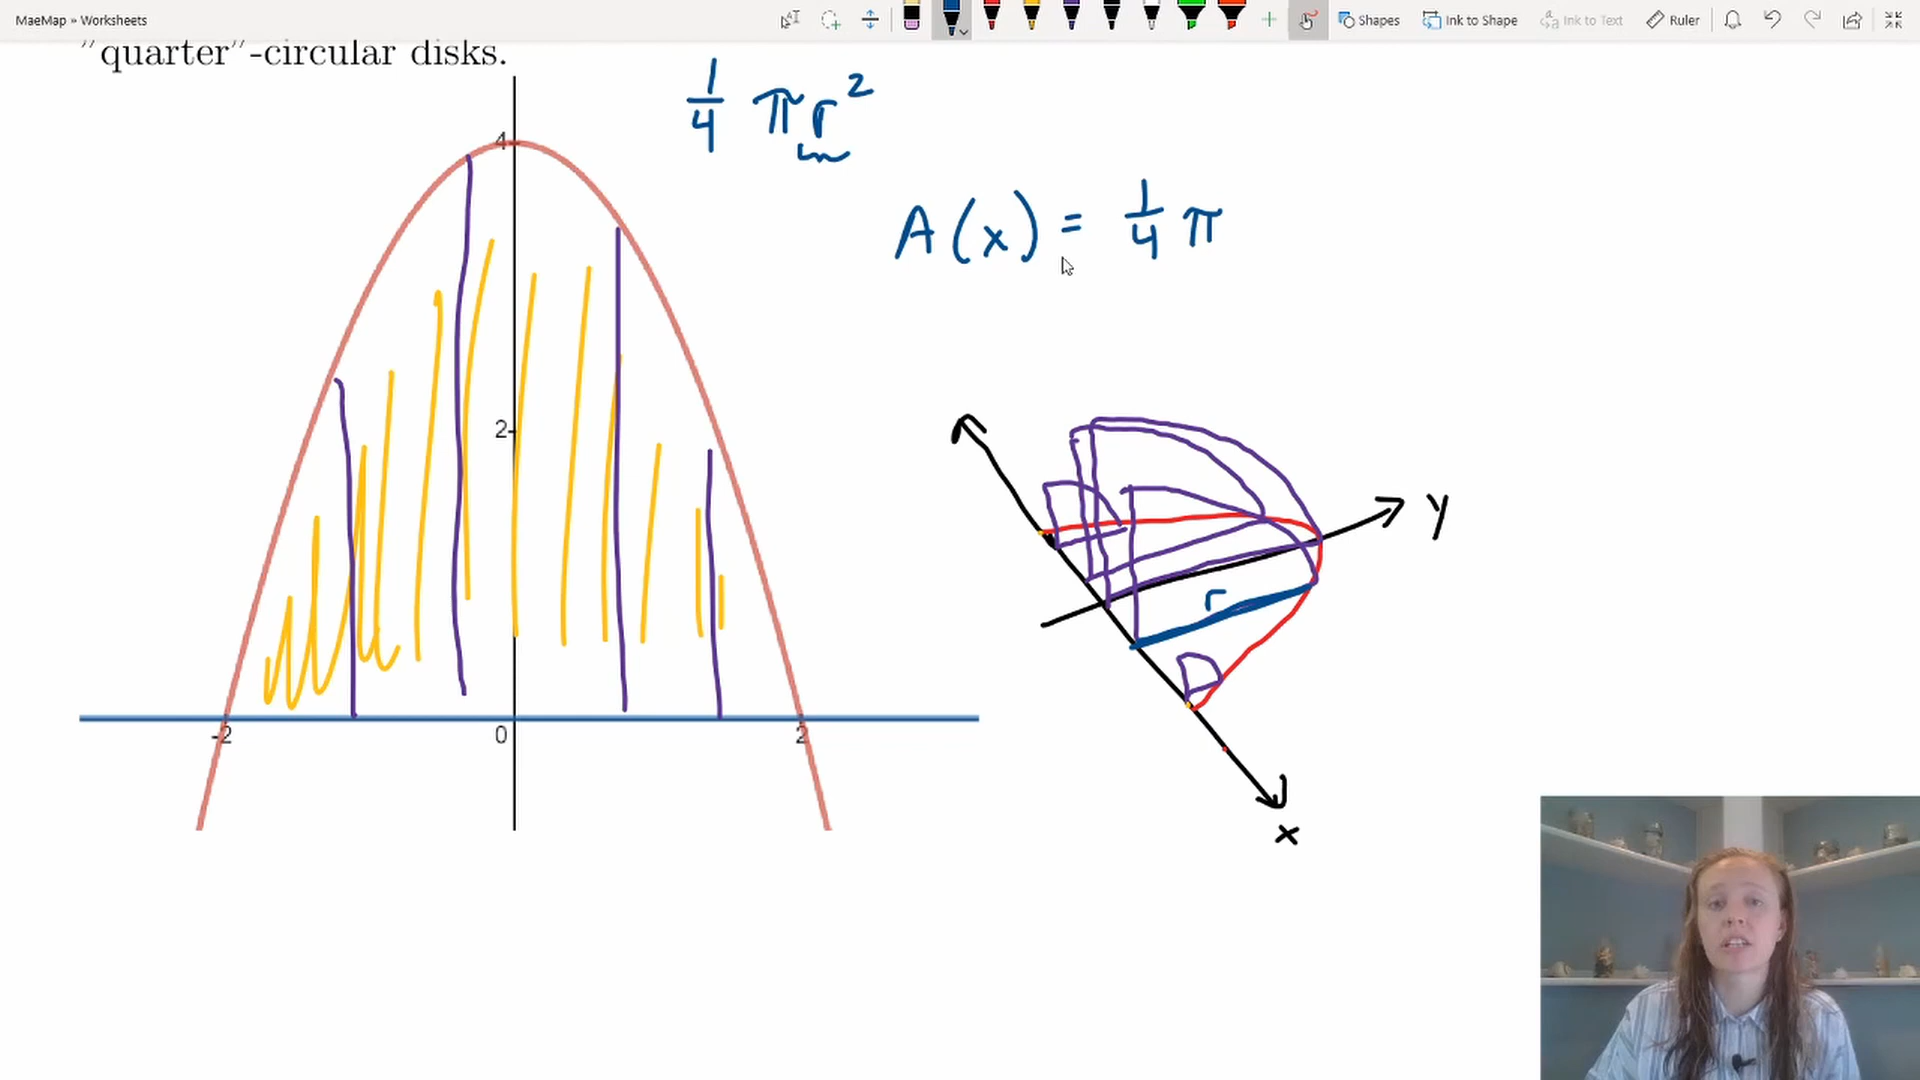 MaeMap » Worksheets
Shapes Ink to Shape Ink to Text Ruler
"quarter"-circular disks.
1/4 πr²
4
A(x) = 1/4 π
2
y
r
-2 0 2
x